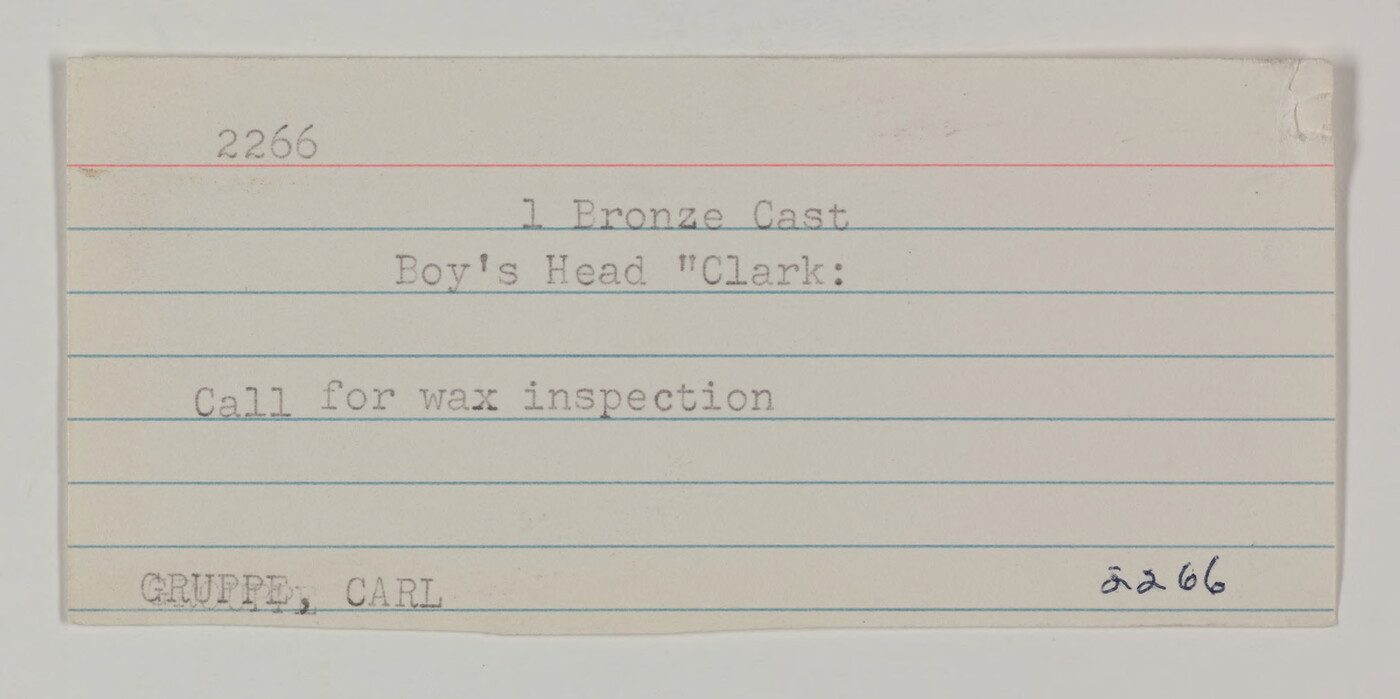 2266
1 Bronze Cast
Boy's Head "Clark:
Call for wax inspection
GRUPPE, CARL
2266